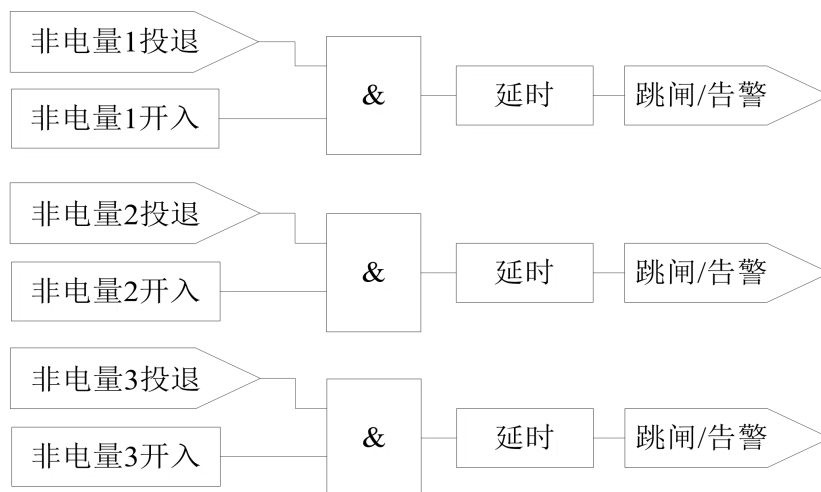 非电量1投退
非电量1开入
&
延时
跳闸/告警
非电量2投退
非电量2开入
&
延时
跳闸/告警
非电量3投退
非电量3开入
&
延时
跳闸/告警